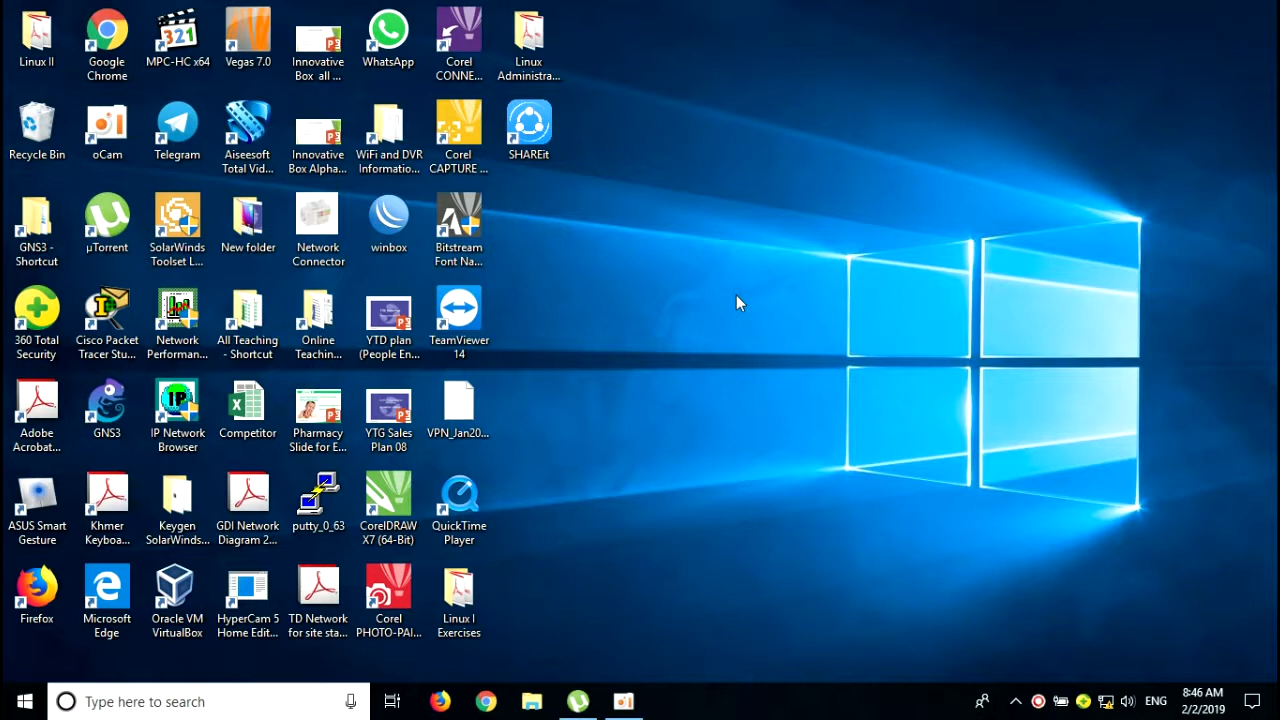 Linux II
Google
Chrome
MPC-HC x64
Vegas 7.0
Innovative
Box all ...
WhatsApp
Corel
CONNE...
Linux
Administra...
Recycle Bin
oCam
Telegram
Aiseesoft
Total Vid...
Innovative
Box Alpha...
WiFi and DVR
Informatio...
Corel
CAPTURE ...
SHAREit
GNS3 -
Shortcut
µTorrent
SolarWinds
Toolset L...
New folder
Network
Connector
winbox
Bitstream
Font Na...
360 Total
Security
Cisco Packet
Tracer Stu...
Network
Performan...
All Teaching
- Shortcut
Online
Teachin...
YTD plan
(People En...
TeamViewer
14
Adobe
Acrobat...
GNS3
IP Network
Browser
Competitor
Pharmacy
Slide for E...
YTG Sales
Plan 08
VPN_Jan20...
ASUS Smart
Gesture
Khmer
Keyboa...
Keygen
SolarWinds...
GDI Network
Diagram 2...
putty_0_63
CorelDRAW
X7 (64-Bit)
QuickTime
Player
Firefox
Microsoft
Edge
Oracle VM
VirtualBox
HyperCam 5
Home Edit...
TD Network
for site sta...
Corel
PHOTO-PAI...
Linux I
Exercises
Type here to search
ENG
8:46 AM
2/2/2019
321
IP